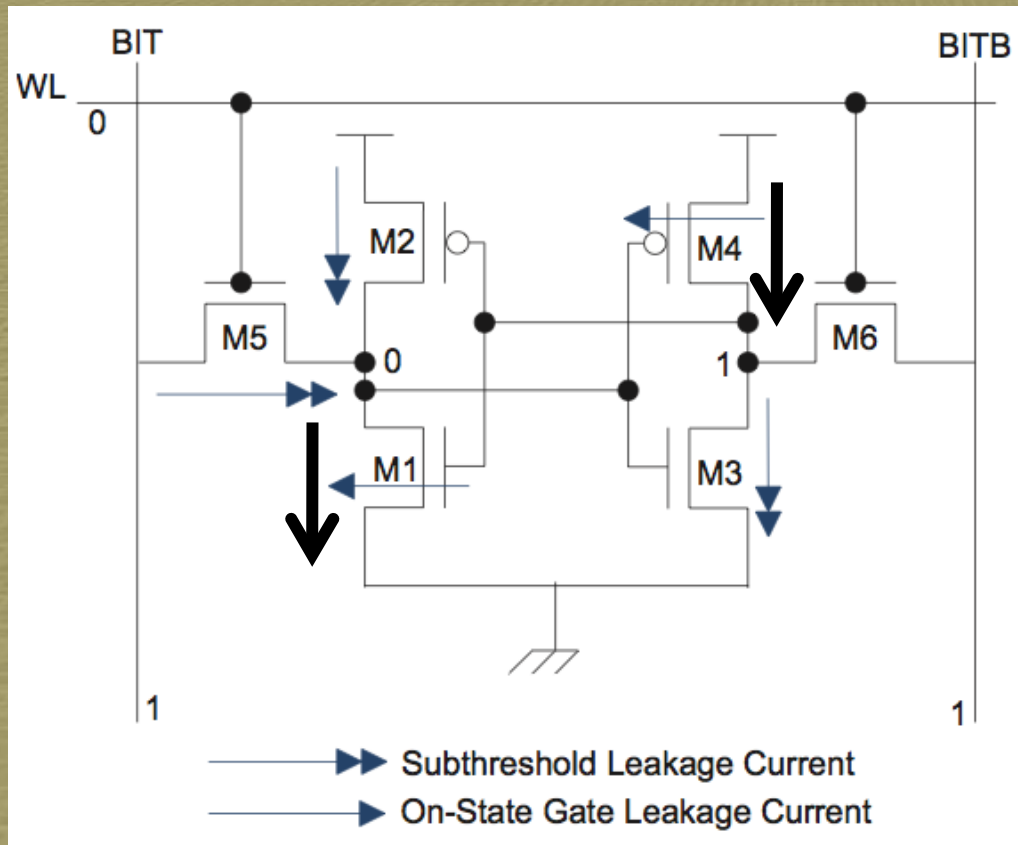 BIT
BITB
WL
0
M2
M4
M5
0
1
M6
M1
M3
1
1
Subthreshold Leakage Current
On-State Gate Leakage Current